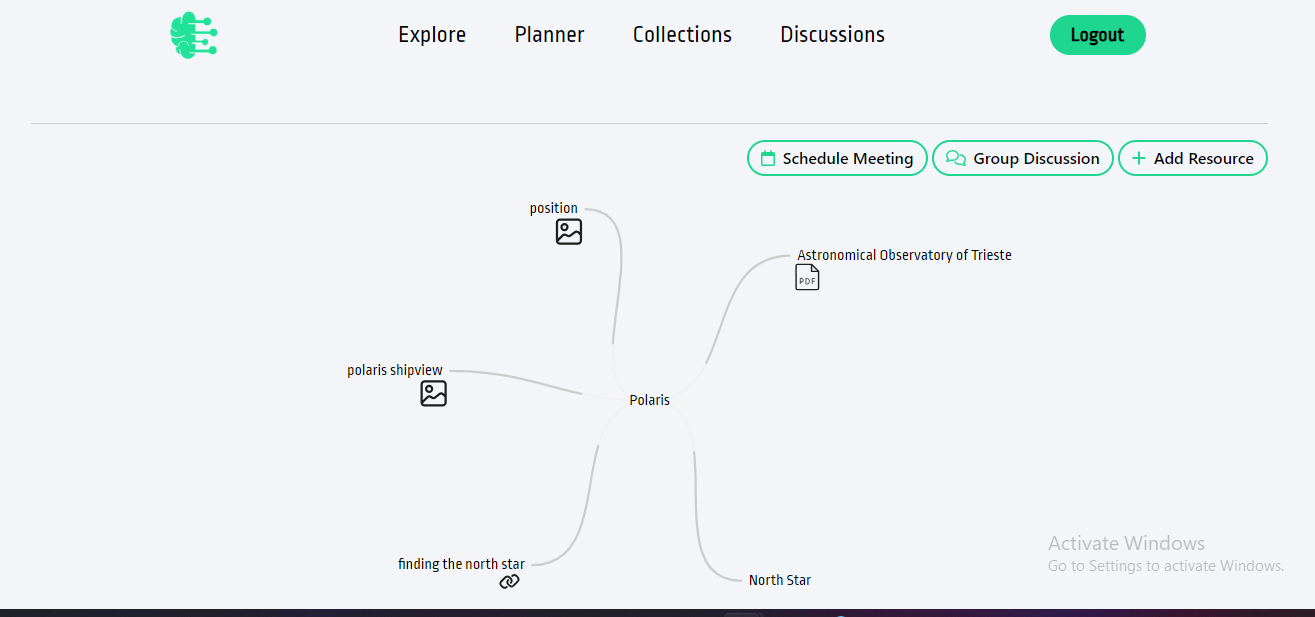 Explore
Planner
Collections
Discussions
Logout
Schedule Meeting
Group Discussion
Add Resource
position
Astronomical Observatory of Trieste
PDF
polaris shipview
Polaris
finding the north star
North Star
Activate Windows
Go to Settings to activate Windows.